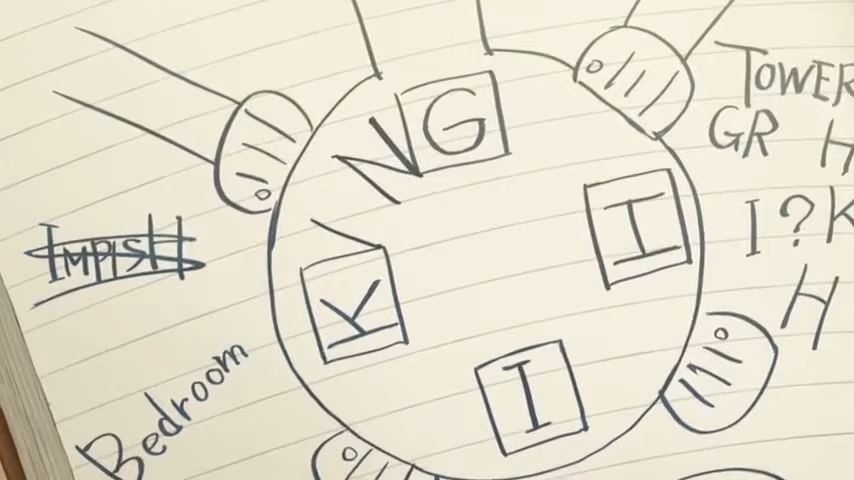 TOWER
GR H
NG
I
I?K
IMPISH
K
H
I
Bedroom